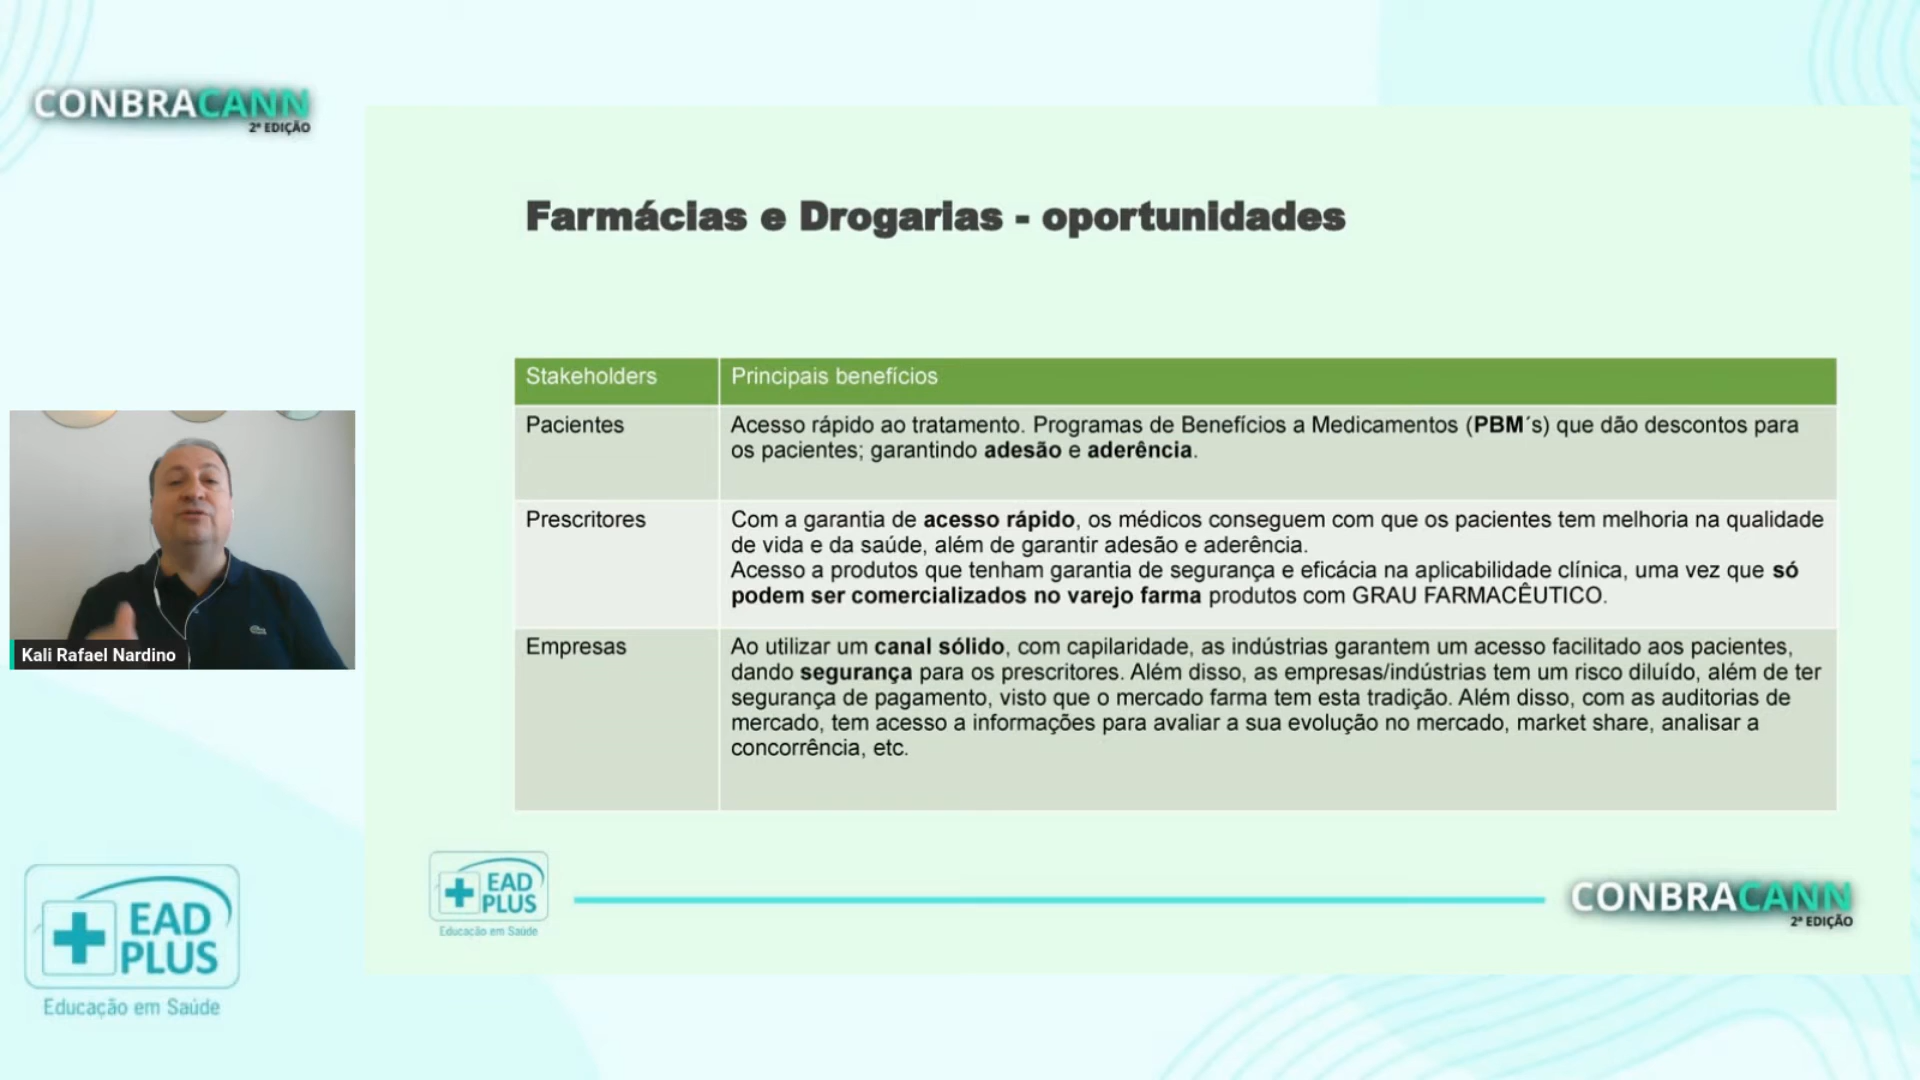 CONBRACANN
2ª EDIÇÃO
Farmácias e Drogarias - oportunidades
Stakeholders
Principais benefícios
Pacientes
Acesso rápido ao tratamento. Programas de Benefícios a Medicamentos (PBM´s) que dão descontos para
os pacientes; garantindo adesão e aderência.
Prescritores
Com a garantia de acesso rápido, os médicos conseguem com que os pacientes tem melhoria na qualidade
de vida e da saúde, além de garantir adesão e aderência.
Acesso a produtos que tenham garantia de segurança e eficácia na aplicabilidade clínica, uma vez que só
podem ser comercializados no varejo farma produtos com GRAU FARMACÊUTICO.
Empresas
Ao utilizar um canal sólido, com capilaridade, as indústrias garantem um acesso facilitado aos pacientes,
dando segurança para os prescritores. Além disso, as empresas/indústrias tem um risco diluído, além de ter
segurança de pagamento, visto que o mercado farma tem esta tradição. Além disso, com as auditorias de
mercado, tem acesso a informações para avaliar a sua evolução no mercado, market share, analisar a
concorrência, etc.
Kali Rafael Nardino
EAD
PLUS
Educação em Saúde
CONBRACANN
2ª EDIÇÃO
EAD
PLUS
Educação em Saúde